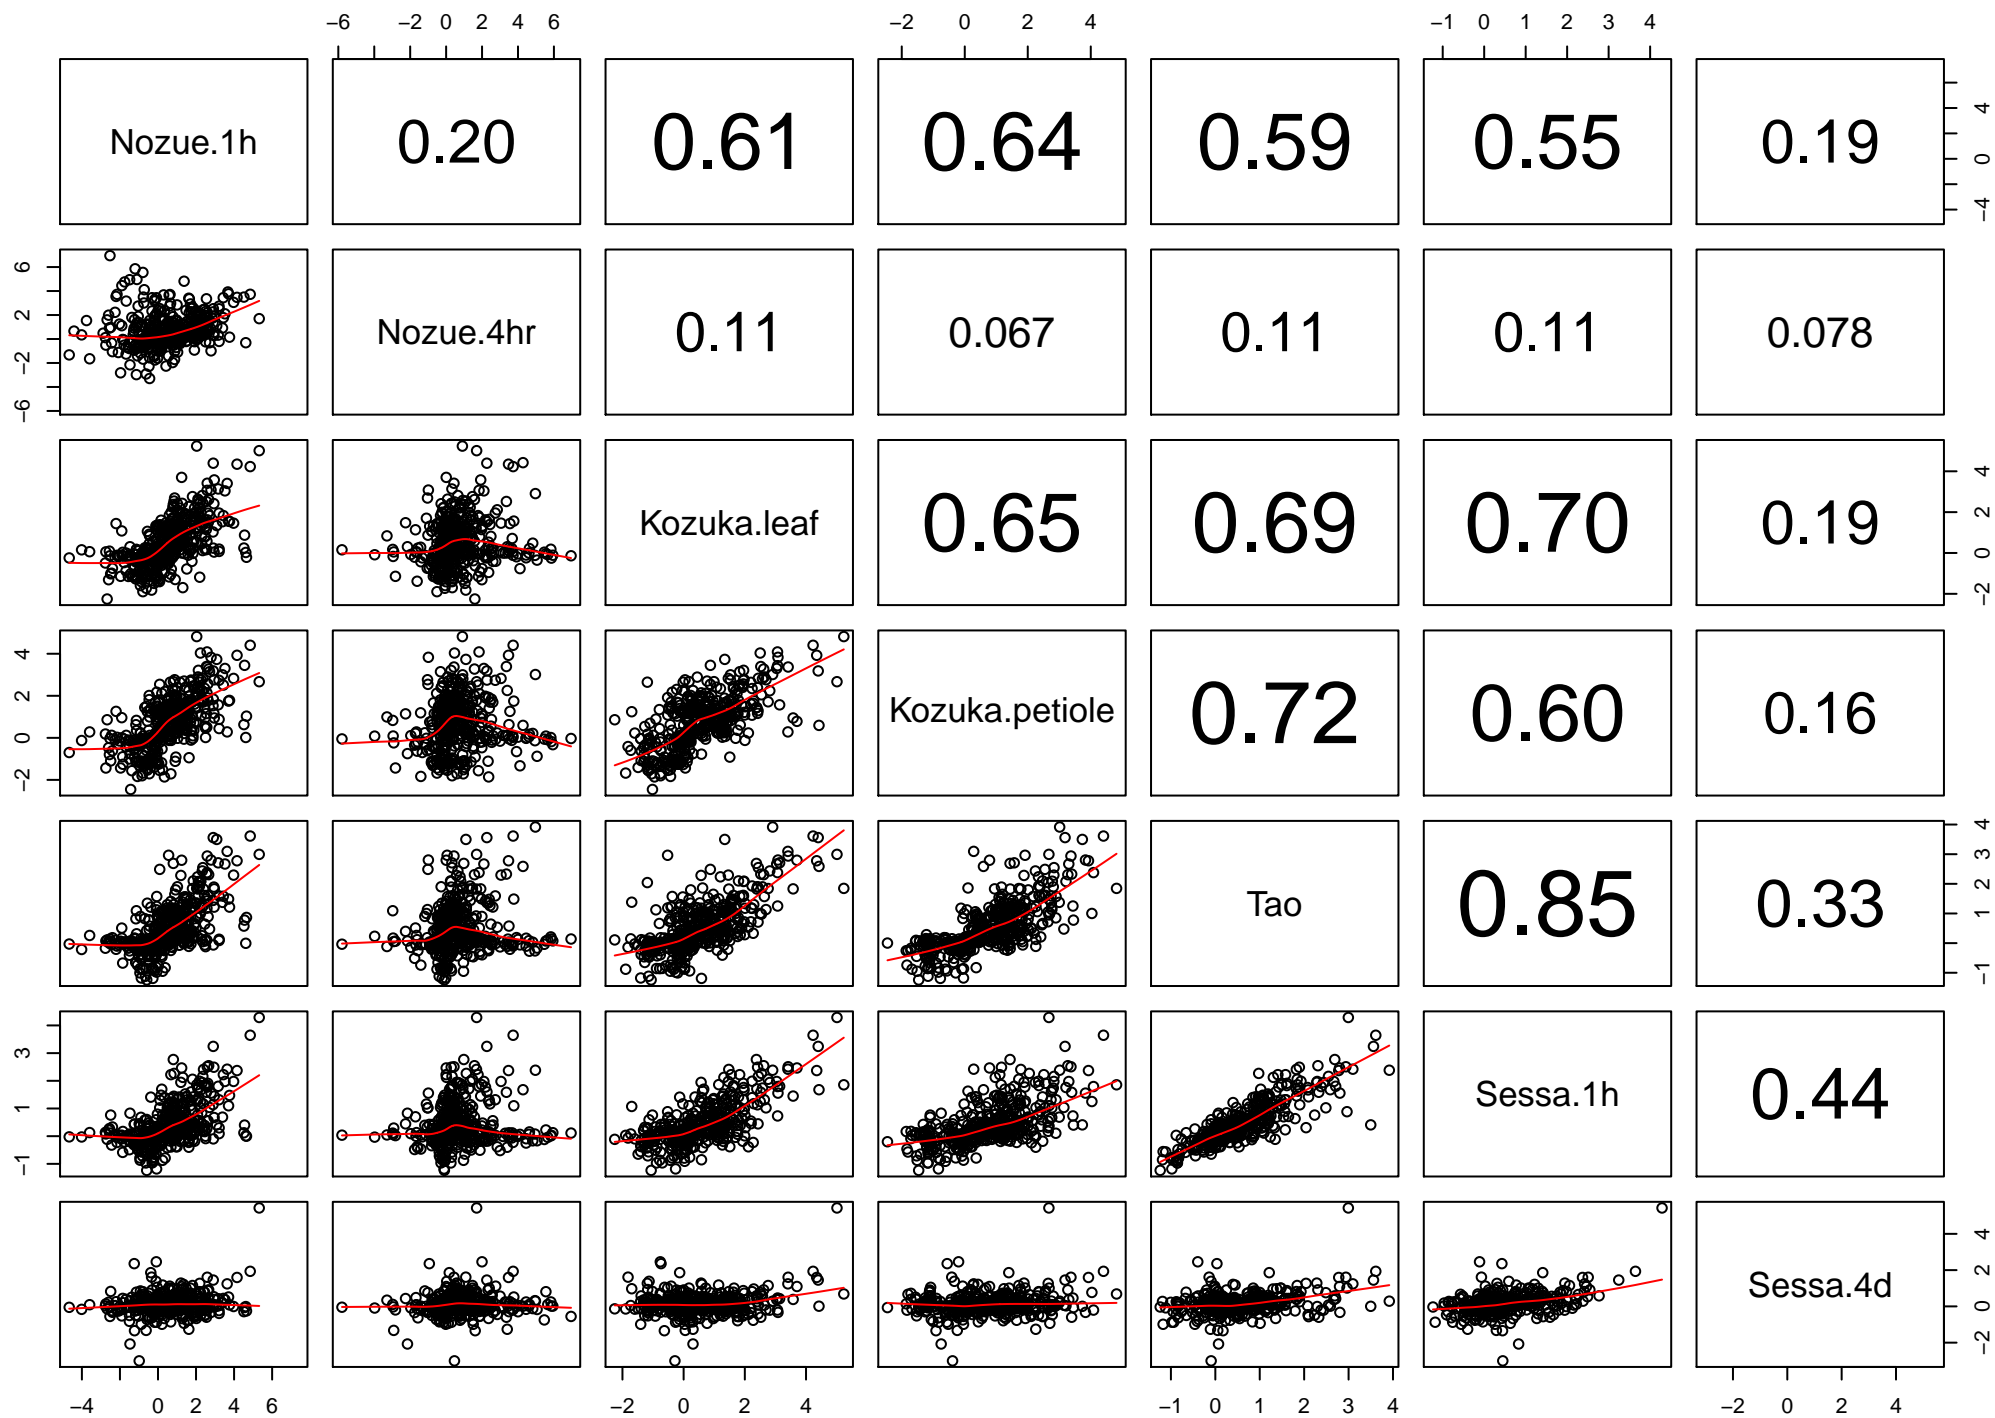 −6 −2 0 2 4 6 −2 0 2 4 −1 0 1 2 3 4
Nozue.1h 0.20 0.61 0.64 0.59 0.55 0.19 −4 0 4
−6 −2 2 6 Nozue.4hr 0.11 0.067 0.11 0.11 0.078
Kozuka.leaf 0.65 0.69 0.70 0.19 −2 0 2 4
−2 0 2 4 Kozuka.petiole 0.72 0.60 0.16
Tao 0.85 0.33 −1 1 2 3 4
−1 1 3 Sessa.1h 0.44
Sessa.4d −2 0 2 4
−4 0 2 4 6 −2 0 2 4 −1 0 1 2 3 4 −2 0 2 4